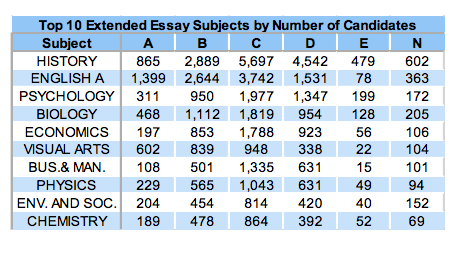 Top 10 Extended Essay Subjects by Number of Candidates
Subject A B C D E N
HISTORY 865 2,889 5,697 4,542 479 602
ENGLISH A 1,399 2,644 3,742 1,531 78 363
PSYCHOLOGY 311 950 1,977 1,347 199 172
BIOLOGY 468 1,112 1,819 954 128 205
ECONOMICS 197 853 1,788 923 56 106
VISUAL ARTS 602 839 948 338 22 104
BUS.& MAN. 108 501 1,335 631 15 101
PHYSICS 229 565 1,043 631 49 94
ENV. AND SOC. 204 454 814 420 40 152
CHEMISTRY 189 478 864 392 52 69